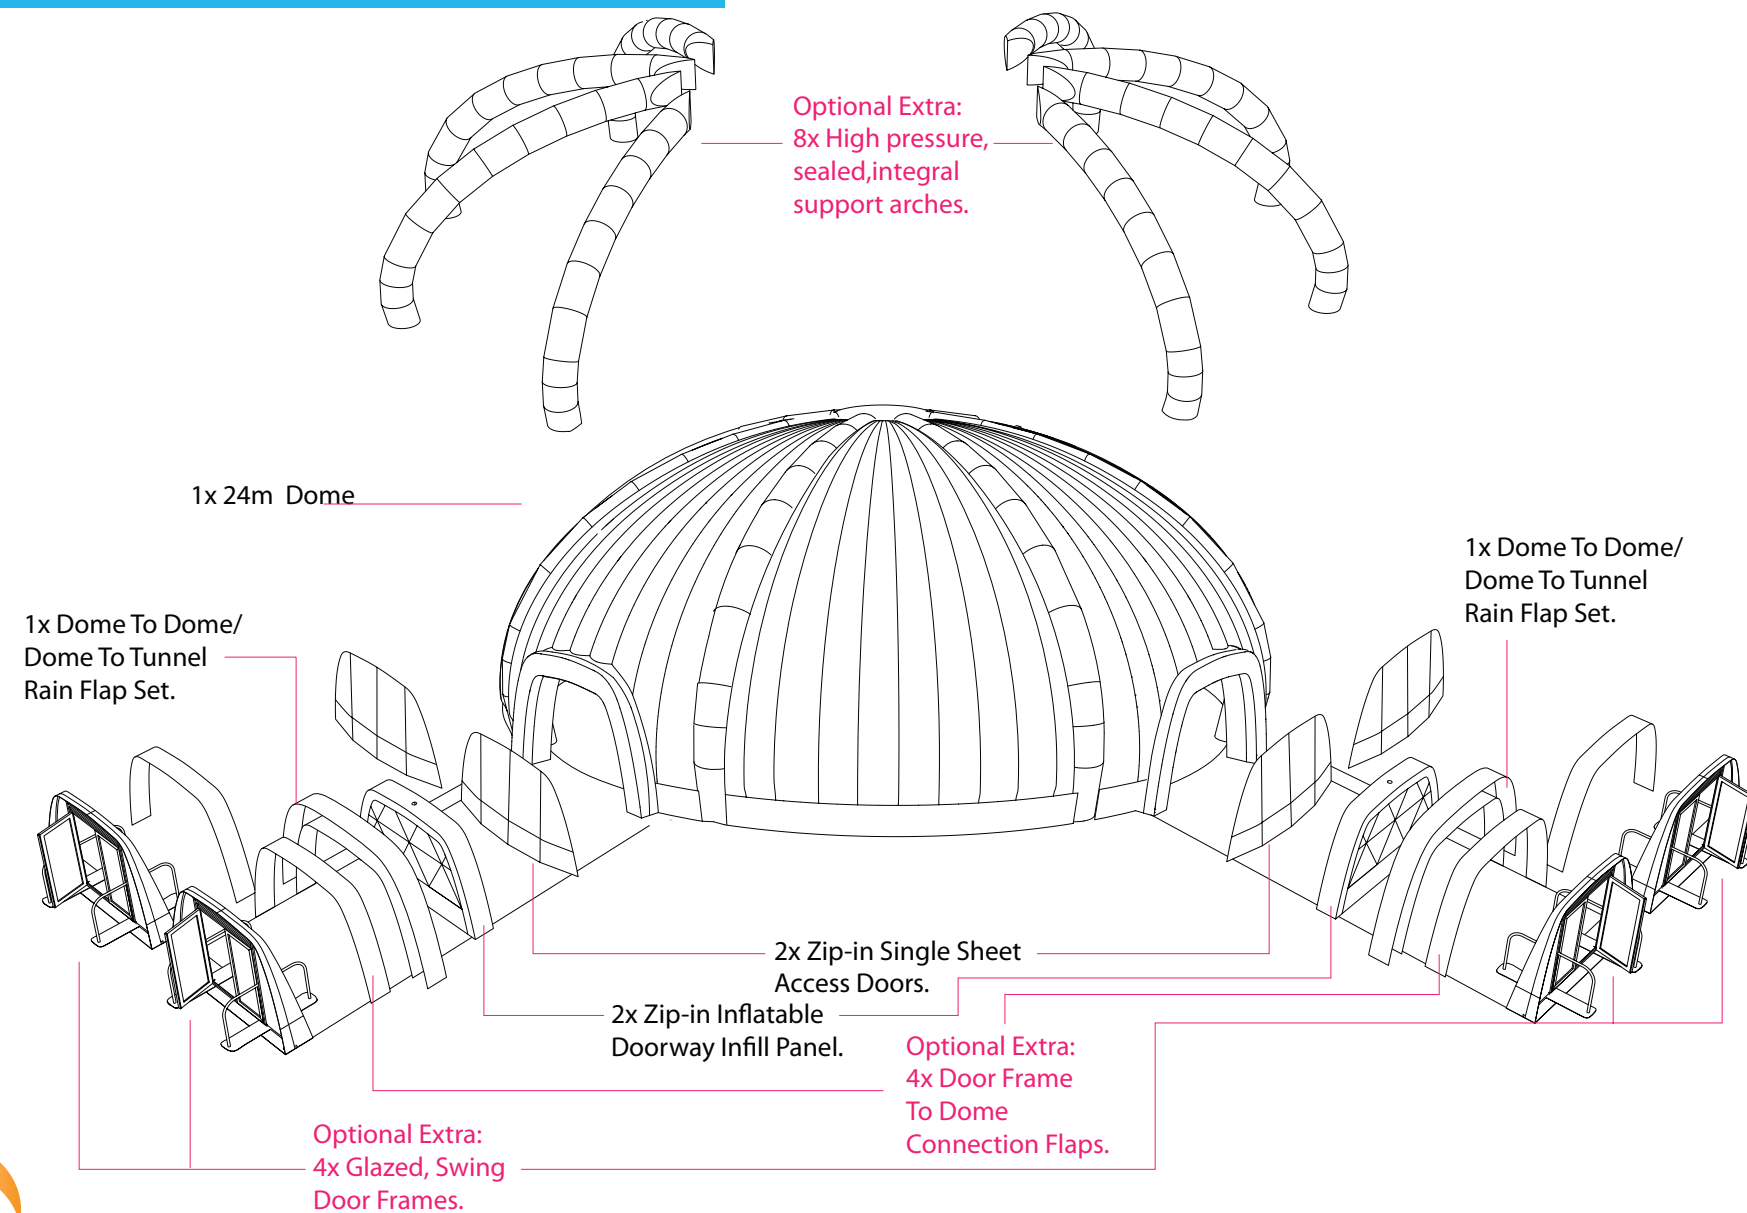 Optional Extra:
8x High pressure,
sealed,integral
support arches.
1x 24m Dome
1x Dome To Dome/
Dome To Tunnel
Rain Flap Set.
1x Dome To Dome/
Dome To Tunnel
Rain Flap Set.
2x Zip-in Single Sheet
Access Doors.
2x Zip-in Inflatable
Doorway Infill Panel.
Optional Extra:
4x Door Frame
To Dome
Connection Flaps.
Optional Extra:
4x Glazed, Swing
Door Frames.